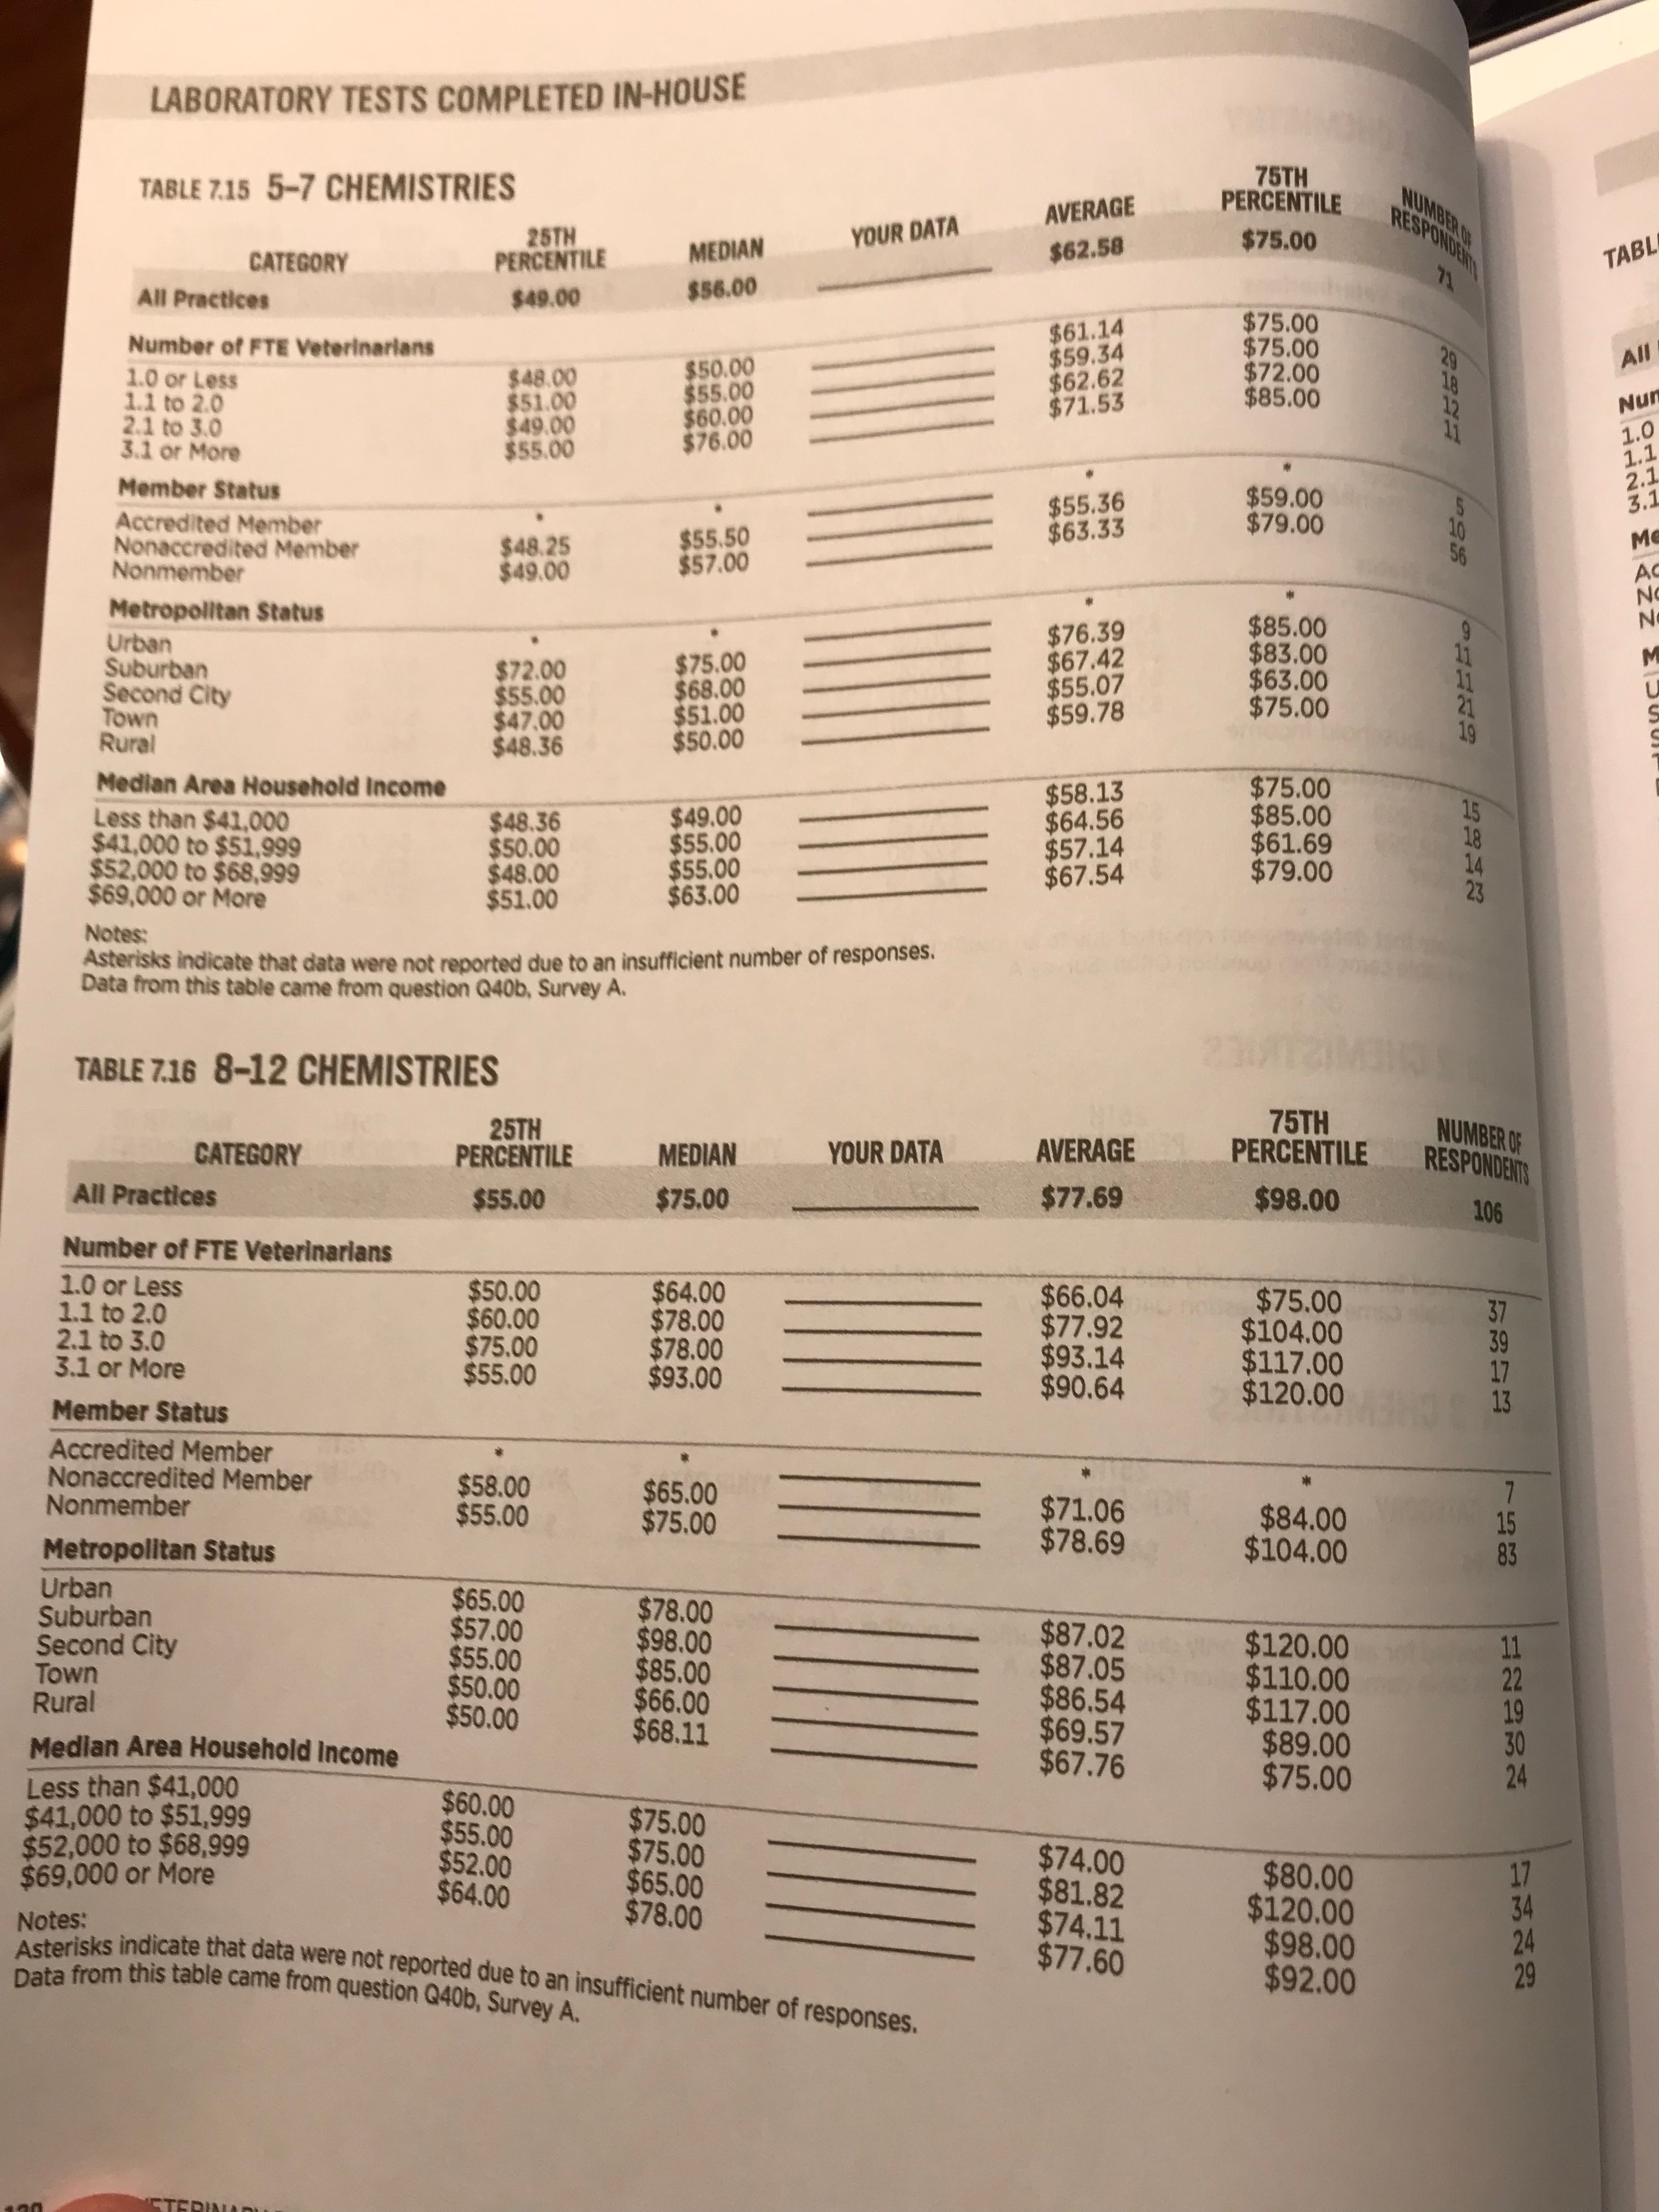 LABORATORY TESTS COMPLETED IN-HOUSE
TABLE 7.15 5–7 CHEMISTRIES
CATEGORY 25TH PERCENTILE MEDIAN YOUR DATA AVERAGE 75TH PERCENTILE NUMBER OF RESPONDENTS
All Practices $49.00 $56.00 $62.58 $75.00 71
Number of FTE Veterinarians
1.0 or Less $48.00 $50.00 $61.14 $75.00 29
1.1 to 2.0 $51.00 $55.00 $59.34 $75.00 18
2.1 to 3.0 $49.00 $60.00 $62.62 $72.00 12
3.1 or More $55.00 $76.00 $71.53 $85.00 11
Member Status
Accredited Member * * * * 5
Nonaccredited Member $48.25 $55.50 $55.36 $59.00 10
Nonmember $49.00 $57.00 $63.33 $79.00 56
Metropolitan Status
Urban * * * * 9
Suburban $72.00 $75.00 $76.39 $85.00 11
Second City $55.00 $68.00 $67.42 $83.00 11
Town $47.00 $51.00 $55.07 $63.00 21
Rural $48.36 $50.00 $59.78 $75.00 19
Median Area Household Income
Less than $41,000 $48.36 $49.00 $58.13 $75.00 15
$41,000 to $51,999 $50.00 $55.00 $64.56 $85.00 18
$52,000 to $68,999 $48.00 $55.00 $57.14 $61.69 14
$69,000 or More $51.00 $63.00 $67.54 $79.00 23
Notes:
Asterisks indicate that data were not reported due to an insufficient number of responses.
Data from this table came from question Q40b, Survey A.
TABLE 7.16 8–12 CHEMISTRIES
CATEGORY 25TH PERCENTILE MEDIAN YOUR DATA AVERAGE 75TH PERCENTILE NUMBER OF RESPONDENTS
All Practices $55.00 $75.00 $77.69 $98.00 106
Number of FTE Veterinarians
1.0 or Less $50.00 $64.00 $66.04 $75.00 37
1.1 to 2.0 $60.00 $78.00 $77.92 $104.00 39
2.1 to 3.0 $75.00 $78.00 $93.14 $117.00 17
3.1 or More $55.00 $93.00 $90.64 $120.00 13
Member Status
Accredited Member * * * * 7
Nonaccredited Member $58.00 $65.00 $71.06 $84.00 15
Nonmember $55.00 $75.00 $78.69 $104.00 83
Metropolitan Status
Urban $65.00 $78.00 $87.02 $120.00 11
Suburban $57.00 $98.00 $87.05 $110.00 22
Second City $55.00 $85.00 $86.54 $117.00 19
Town $50.00 $66.00 $69.57 $89.00 30
Rural $50.00 $68.11 $67.76 $75.00 24
Median Area Household Income
Less than $41,000 $60.00 $75.00 $74.00 $80.00 17
$41,000 to $51,999 $55.00 $75.00 $81.82 $120.00 34
$52,000 to $68,999 $52.00 $65.00 $74.11 $98.00 24
$69,000 or More $64.00 $78.00 $77.60 $92.00 29
Notes:
Asterisks indicate that data were not reported due to an insufficient number of responses.
Data from this table came from question Q40b, Survey A.
All
1.0
1.1
2.1